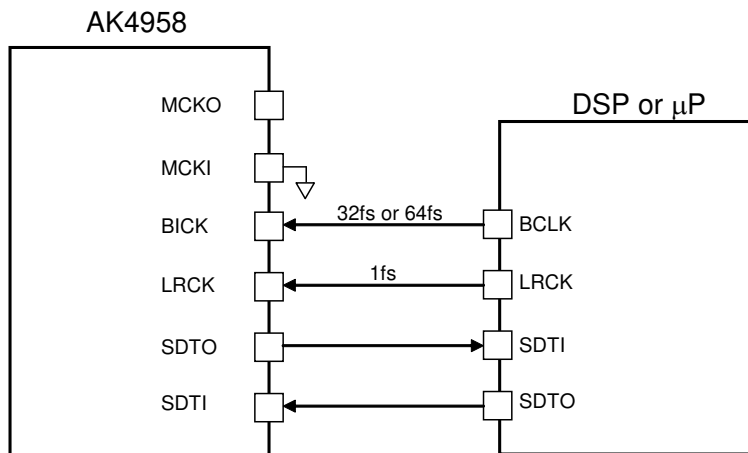 AK4958
DSP or µP
MCKO
MCKI
BICK
32fs or 64fs
BCLK
LRCK
1fs
LRCK
SDTO
SDTI
SDTI
SDTO